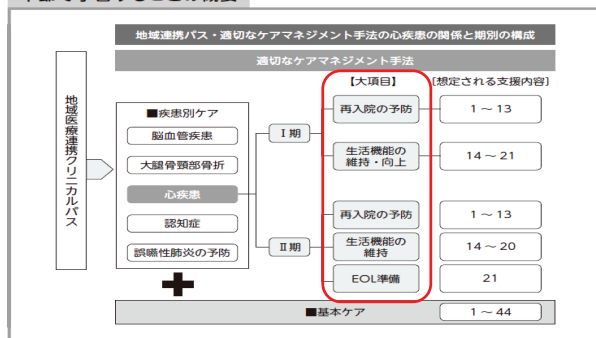 地域連携パス・適切なケアマネジメント手法の心疾患の関係と期別の構成
適切なケアマネジメント手法
【大項目】
〔想定される支援内容〕
地域医療連携クリニカルパス
■疾患別ケア
脳血管疾患
大腿骨頸部骨折
心疾患
認知症
誤嚥性肺炎の予防
Ⅰ期
再入院の予防
1～13
生活機能の
維持・向上
14～21
Ⅱ期
再入院の予防
1～13
生活機能の
維持
14～20
EOL準備
21
■基本ケア
1～44